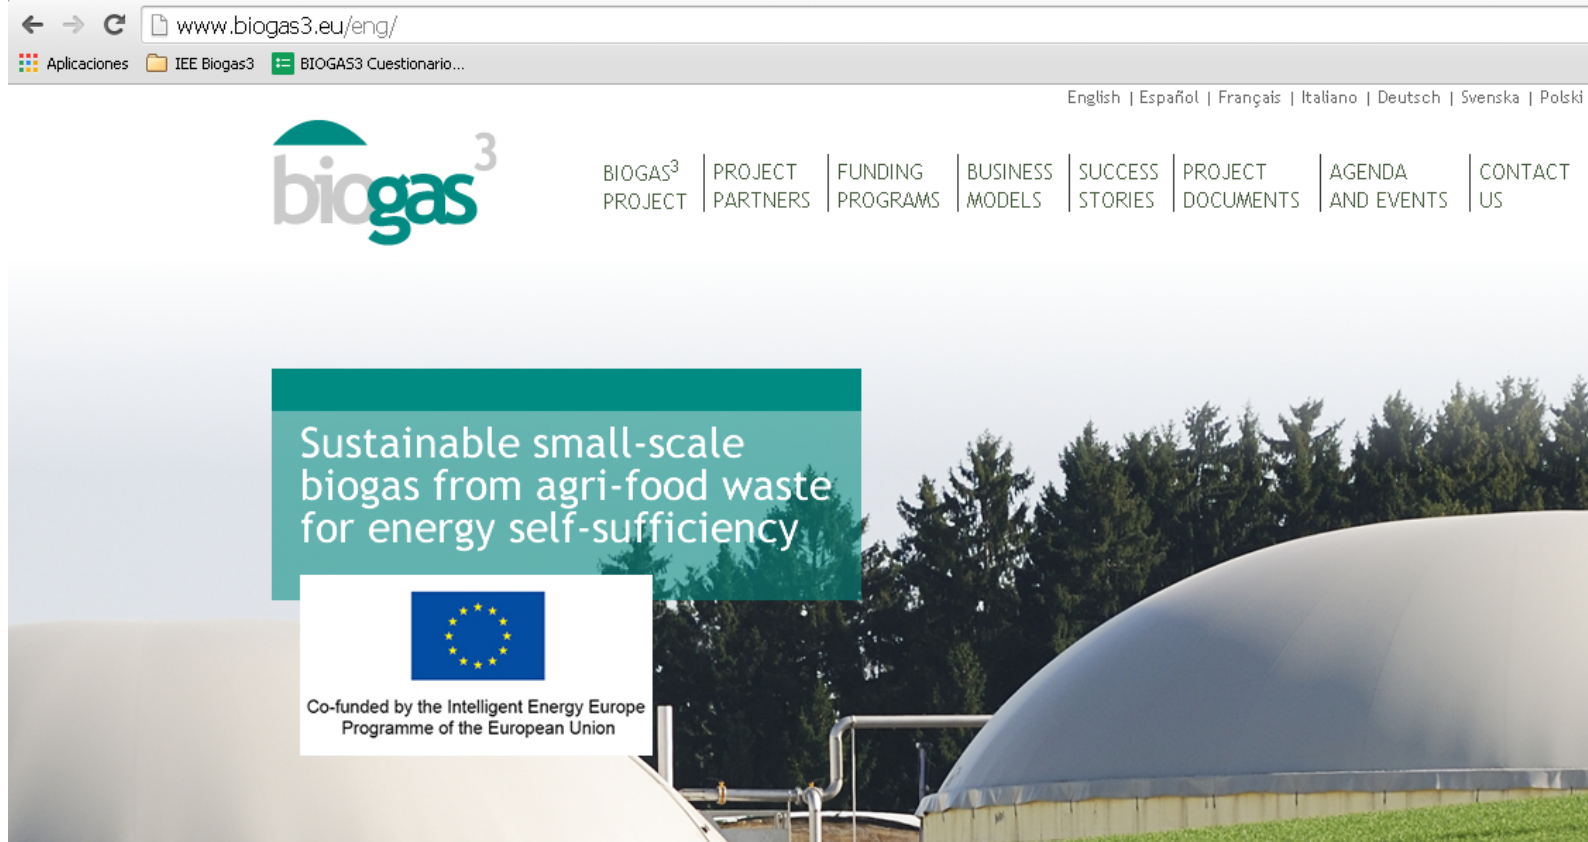 www.biogas3.eu/eng/
Aplicaciones IEE Biogas3 BIOGAS3 Cuestionario...
English | Español | Français | Italiano | Deutsch | Svenska | Polski
biogas³
BIOGAS³ PROJECT
PROJECT PARTNERS
FUNDING PROGRAMS
BUSINESS MODELS
SUCCESS STORIES
PROJECT DOCUMENTS
AGENDA AND EVENTS
CONTACT US
Sustainable small-scale
biogas from agri-food waste
for energy self-sufficiency
Co-funded by the Intelligent Energy Europe
Programme of the European Union